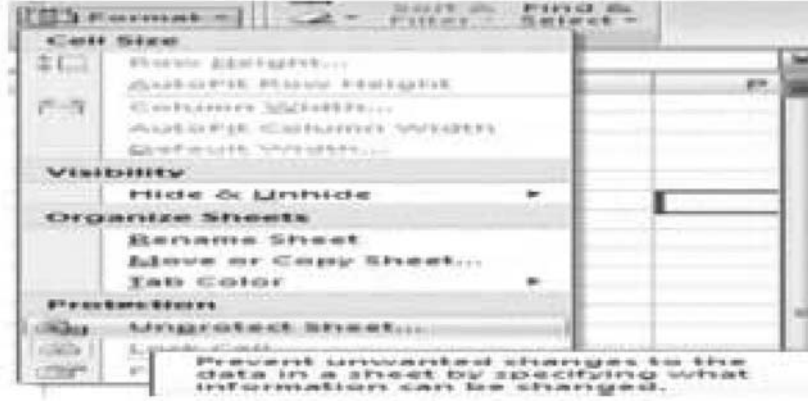 Format
Sort & Find &
Filter Select
Cell Size
Row Height...
AutoFit Row Height
Column Width...
AutoFit Column Width
Default Width...
Visibility
Hide & Unhide
Organize Sheets
Rename Sheet
Move or Copy Sheet...
Tab Color
Protection
Unprotect Sheet...
Lock Cell
F
Prevent unwanted changes to the
data in a sheet by specifying what
information can be changed.
P